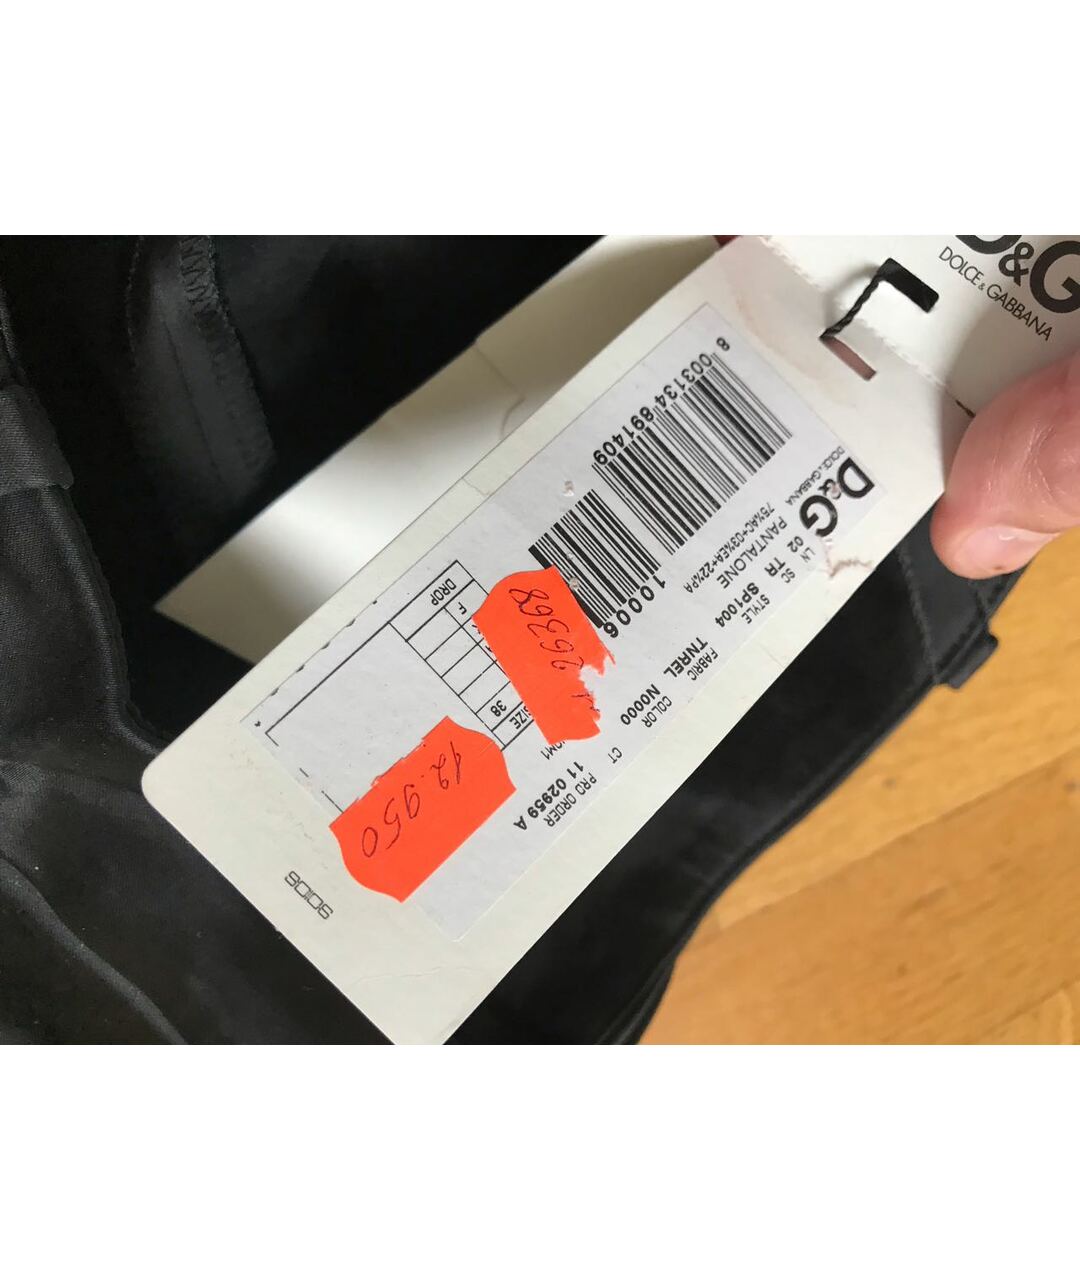 D&G
DOLCE & GABBANA
D&G
DOLCE & GABBANA
8 003134 891409
10006
75%AC+03%EA+22%PA
PANTALONE
LN SC STYLE FABRIC COLOR CT PRO ORDER
02 TR SP1004 TNREL N0000 11 02959 A
DROP
F
SIZE
38
26368
12.950